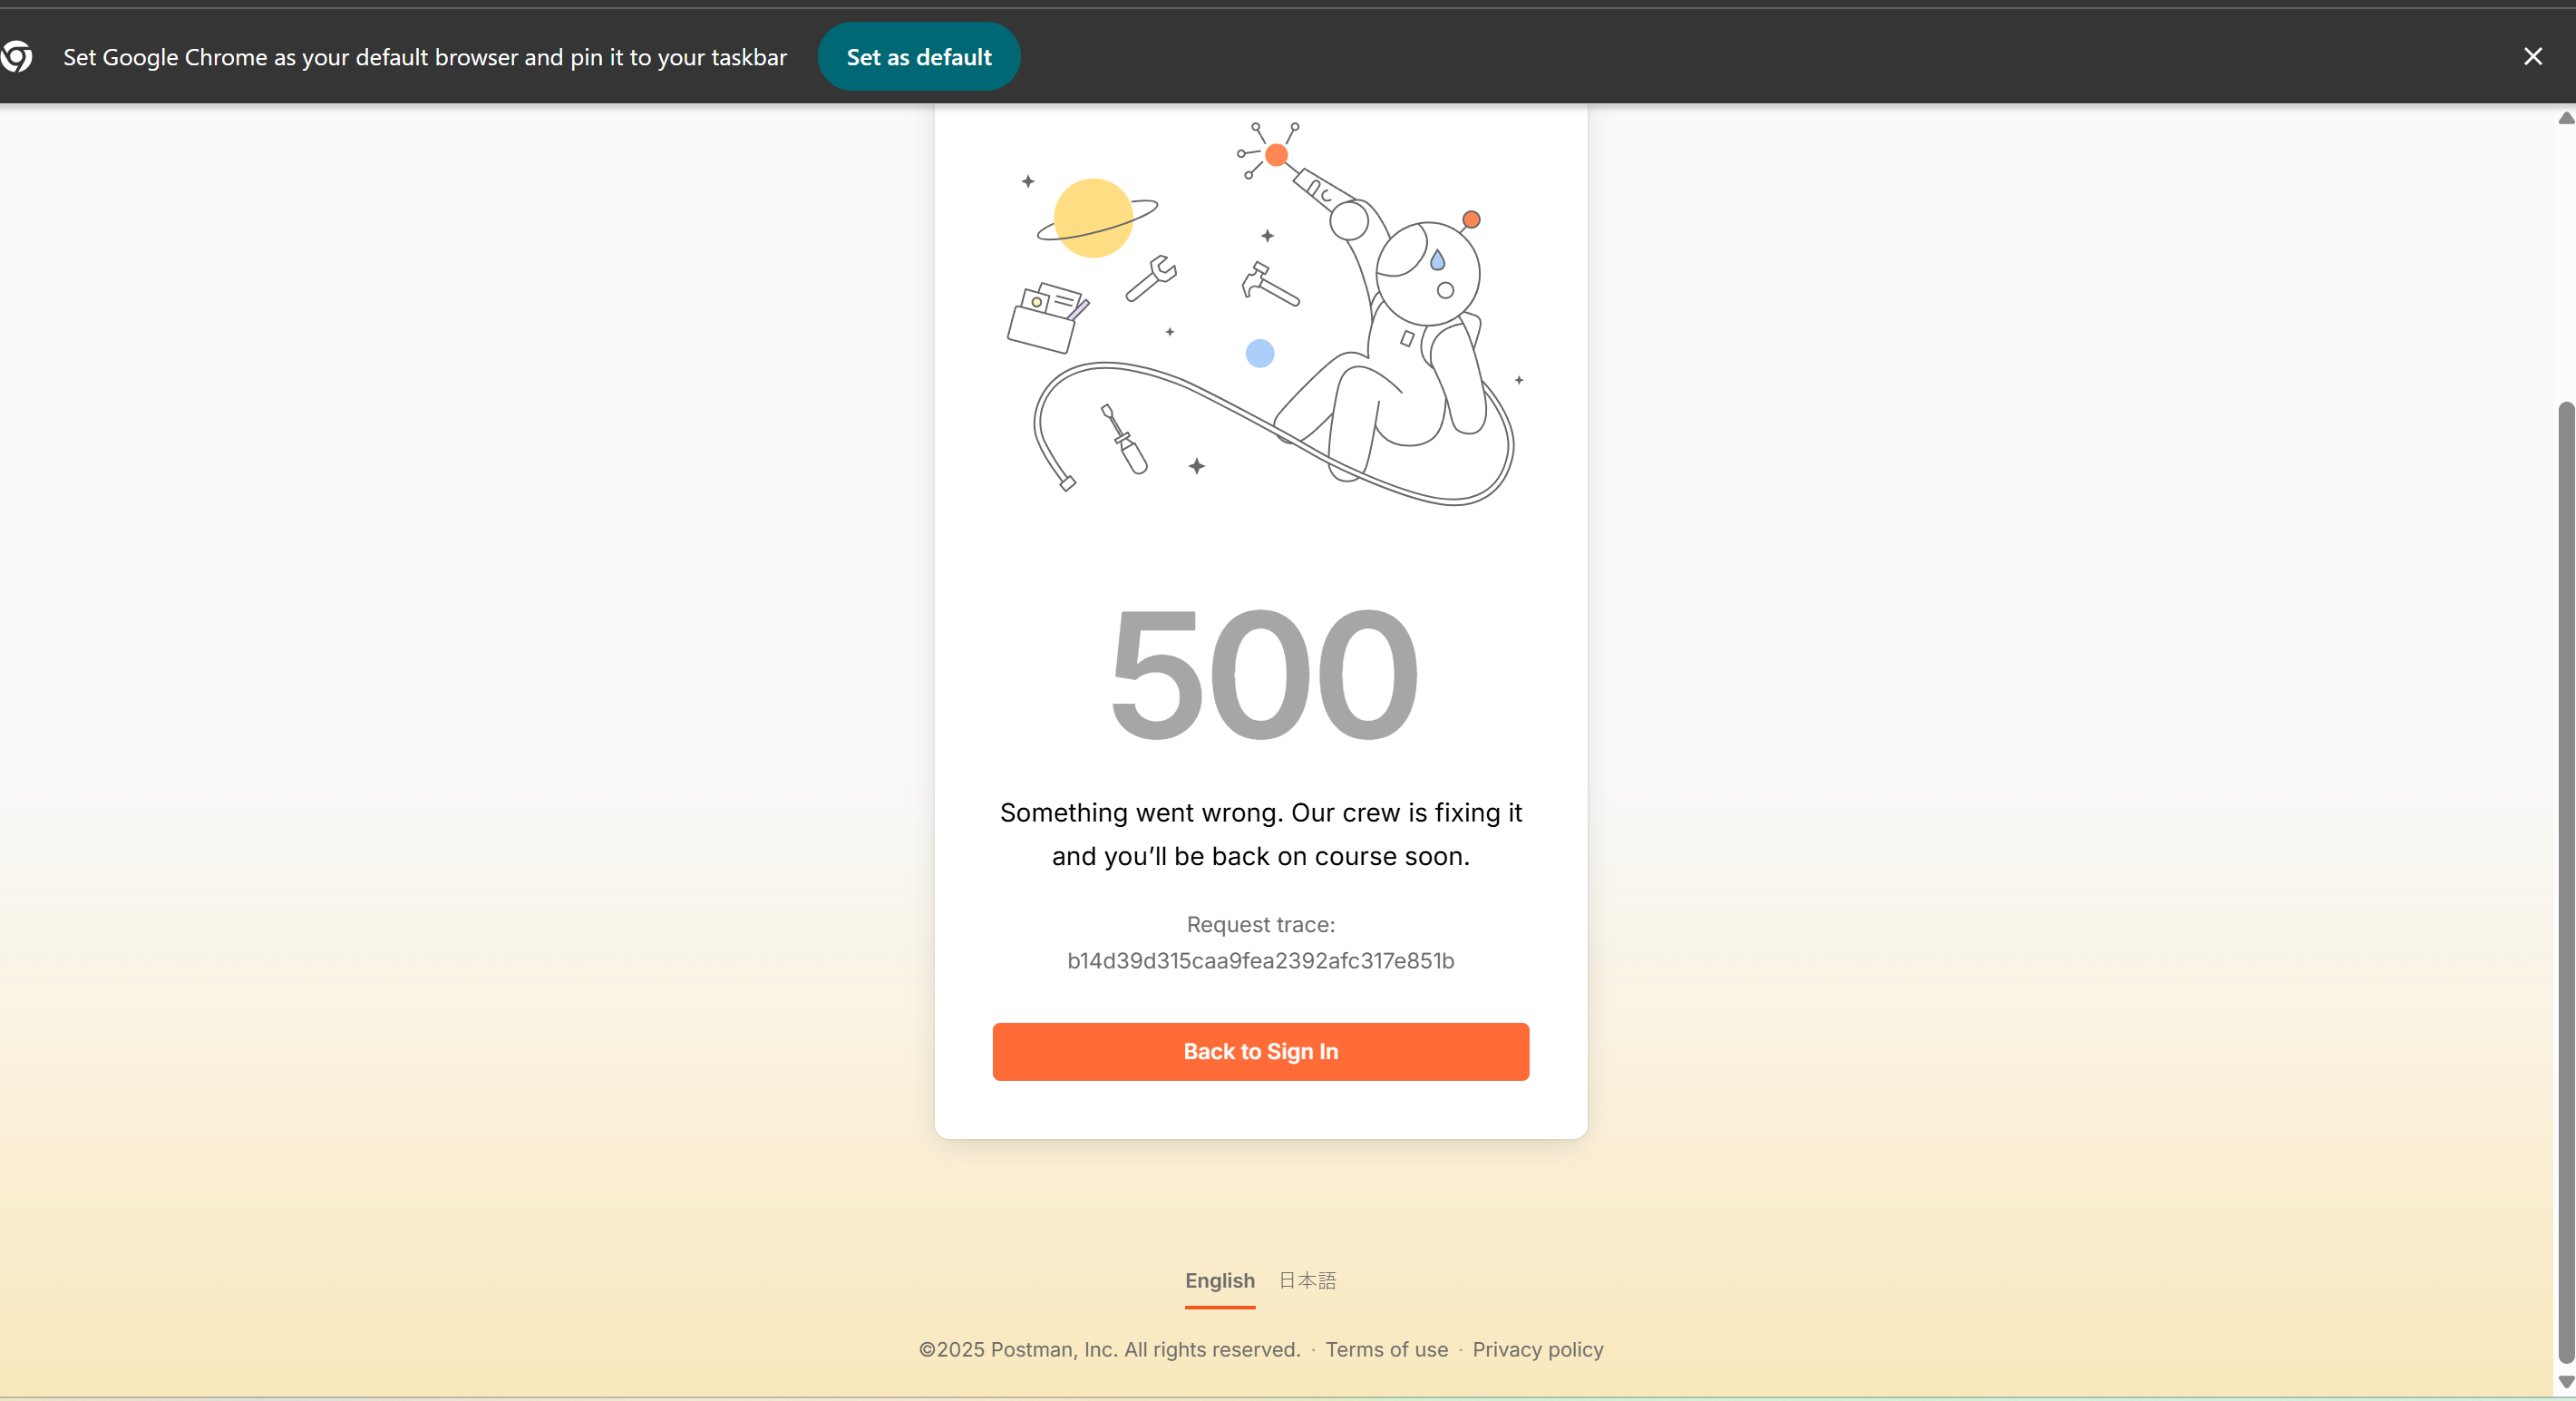 Set Google Chrome as your default browser and pin it to your taskbar
Set as default
500
Something went wrong. Our crew is fixing it
and you’ll be back on course soon.
Request trace:
b14d39d315caa9fea2392afc317e851b
Back to Sign In
English 日本語
©2025 Postman, Inc. All rights reserved. · Terms of use · Privacy policy